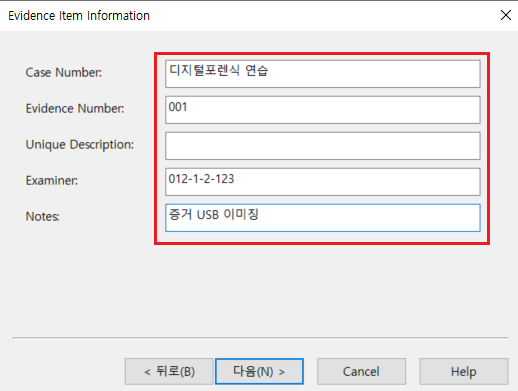 Evidence Item Information
Case Number: 디지털포렌식 연습
Evidence Number: 001
Unique Description:
Examiner: 012-1-2-123
Notes: 증거 USB 이미징
< 뒤로(B) 다음(N) > Cancel Help